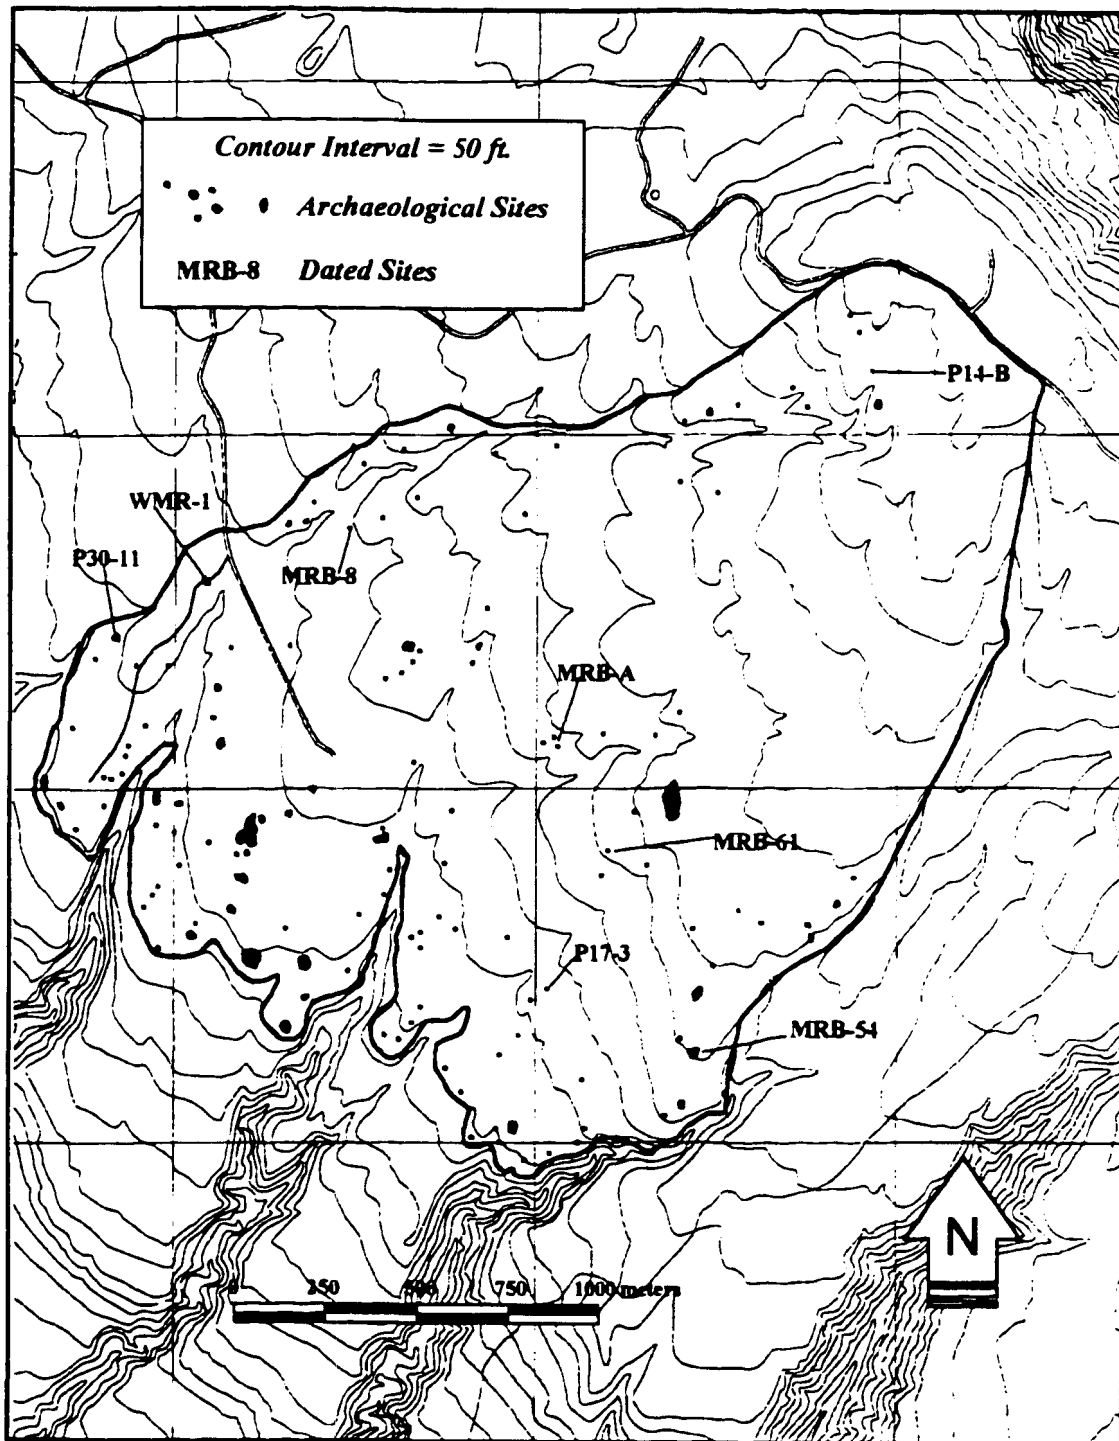 Contour Interval = 50 ft.
Archaeological Sites
MRB-8 Dated Sites
P14-B
WMR-1
P30-11
MRB-8
MRB-A
MRB-61
P17-3
MRB-54
N
0 250 500 750 1000 meters